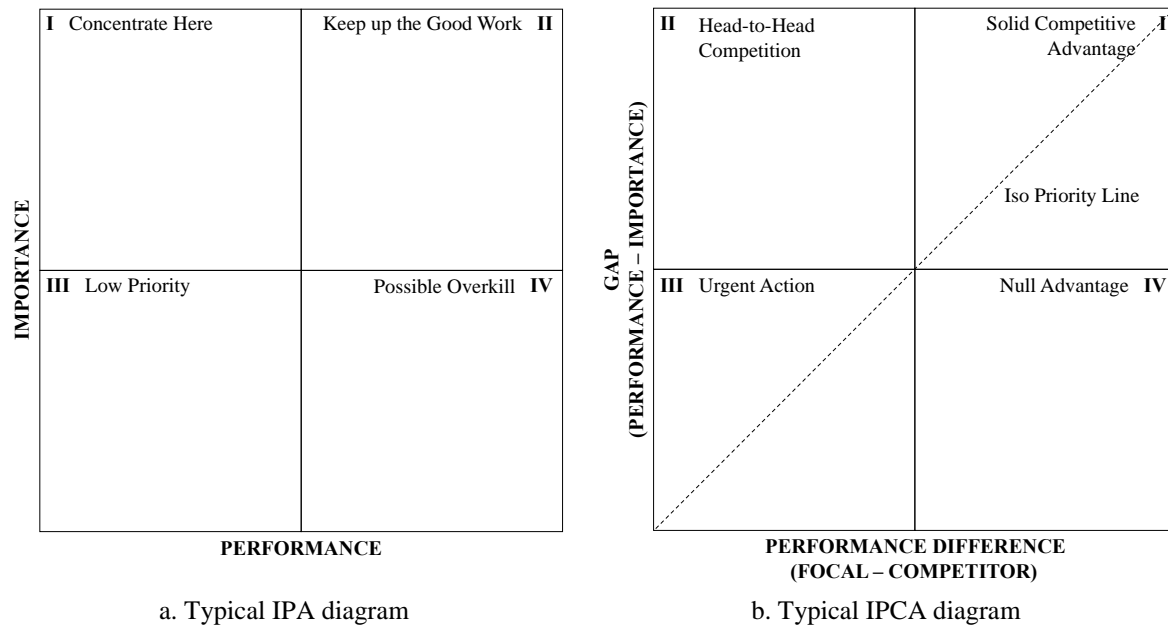 I Concentrate Here
Keep up the Good Work II
III Low Priority
Possible Overkill IV
IMPORTANCE
PERFORMANCE
a. Typical IPA diagram
II Head-to-Head
Competition
Solid Competitive I
Advantage
Iso Priority Line
III Urgent Action
Null Advantage IV
GAP
(PERFORMANCE – IMPORTANCE)
PERFORMANCE DIFFERENCE
(FOCAL – COMPETITOR)
b. Typical IPCA diagram